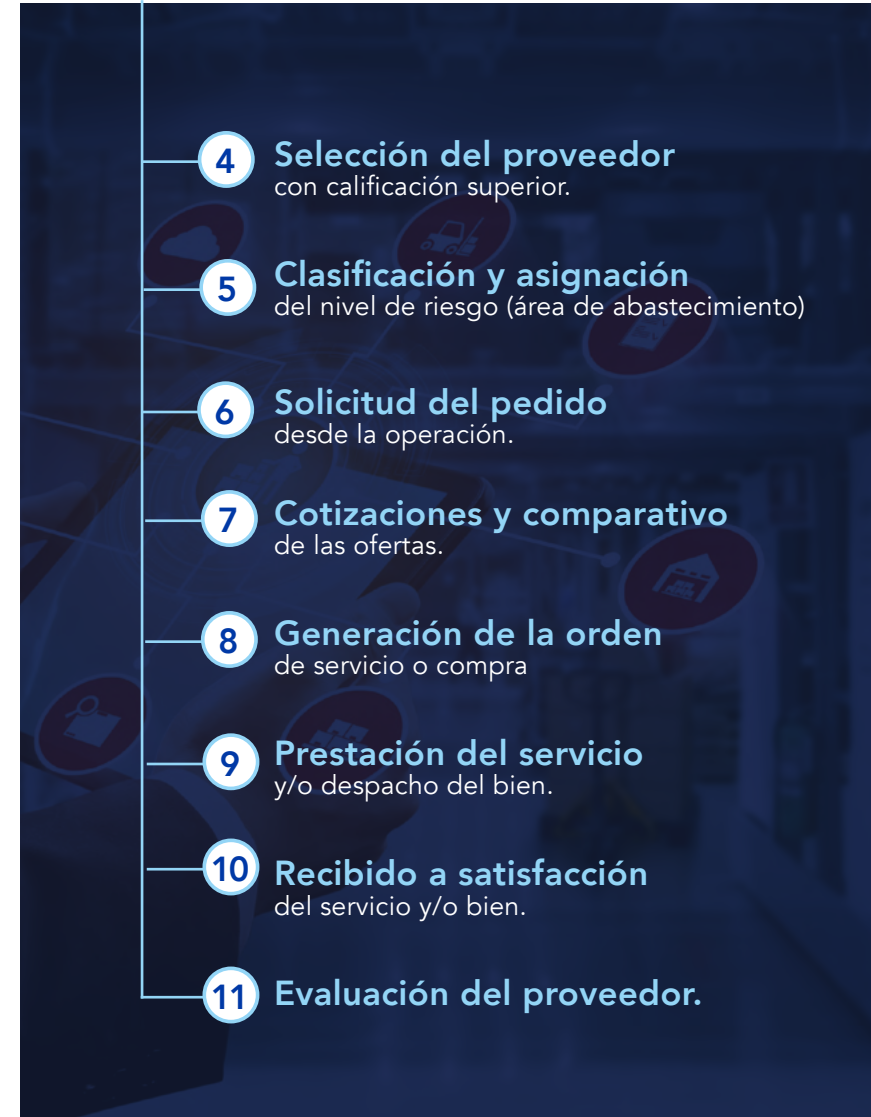 4 Selección del proveedor
con calificación superior.
5 Clasificación y asignación
del nivel de riesgo (área de abastecimiento)
6 Solicitud del pedido
desde la operación.
7 Cotizaciones y comparativo
de las ofertas.
8 Generación de la orden
de servicio o compra
9 Prestación del servicio
y/o despacho del bien.
10 Recibido a satisfacción
del servicio y/o bien.
11 Evaluación del proveedor.